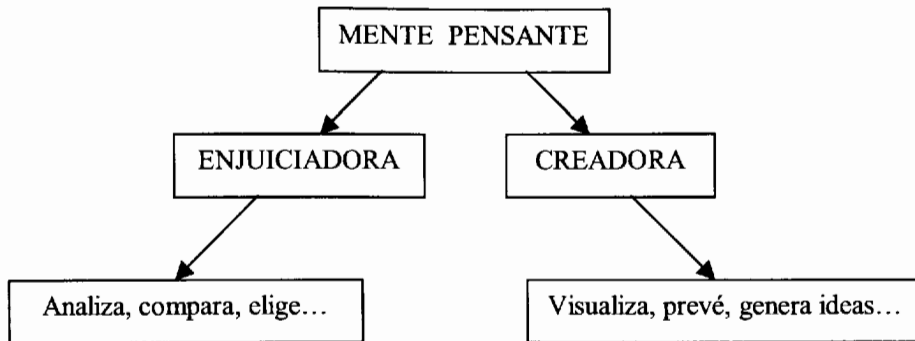 MENTE PENSANTE
ENJUICIADORA
CREADORA
Analiza, compara, elige…
Visualiza, prevé, genera ideas…